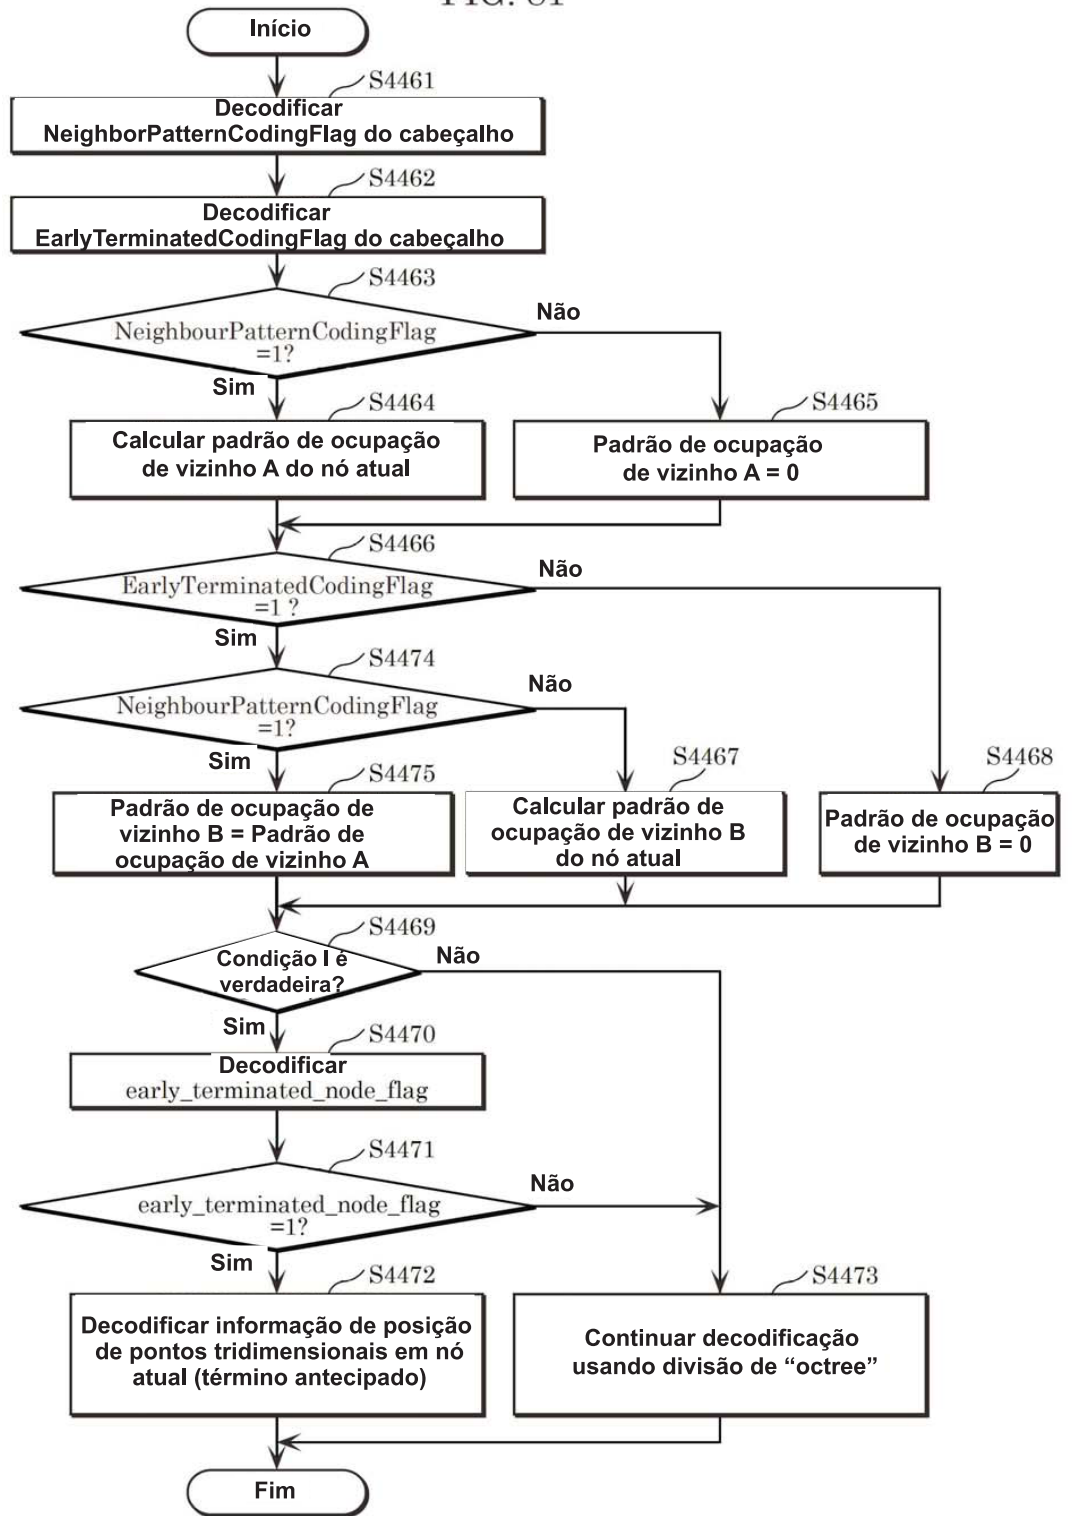 Início
S4461
Decodificar
NeighborPatternCodingFlag do cabeçalho
S4462
Decodificar
EarlyTerminatedCodingFlag do cabeçalho
S4463
NeighbourPatternCodingFlag
=1?
Não
Sim
S4464
Calcular padrão de ocupação
de vizinho A do nó atual
S4465
Padrão de ocupação
de vizinho A = 0
S4466
EarlyTerminatedCodingFlag
=1 ?
Não
Sim
S4474
NeighbourPatternCodingFlag
=1?
Não
Sim
S4475
Padrão de ocupação de
vizinho B = Padrão de
ocupação de vizinho A
S4467
Calcular padrão de
ocupação de vizinho B
do nó atual
S4468
Padrão de ocupação
de vizinho B = 0
S4469
Condição I é
verdadeira?
Não
Sim
S4470
Decodificar
early_terminated_node_flag
S4471
early_terminated_node_flag
=1?
Não
Sim
S4472
Decodificar informação de posição
de pontos tridimensionais em nó
atual (término antecipado)
S4473
Continuar decodificação
usando divisão de “octree”
Fim